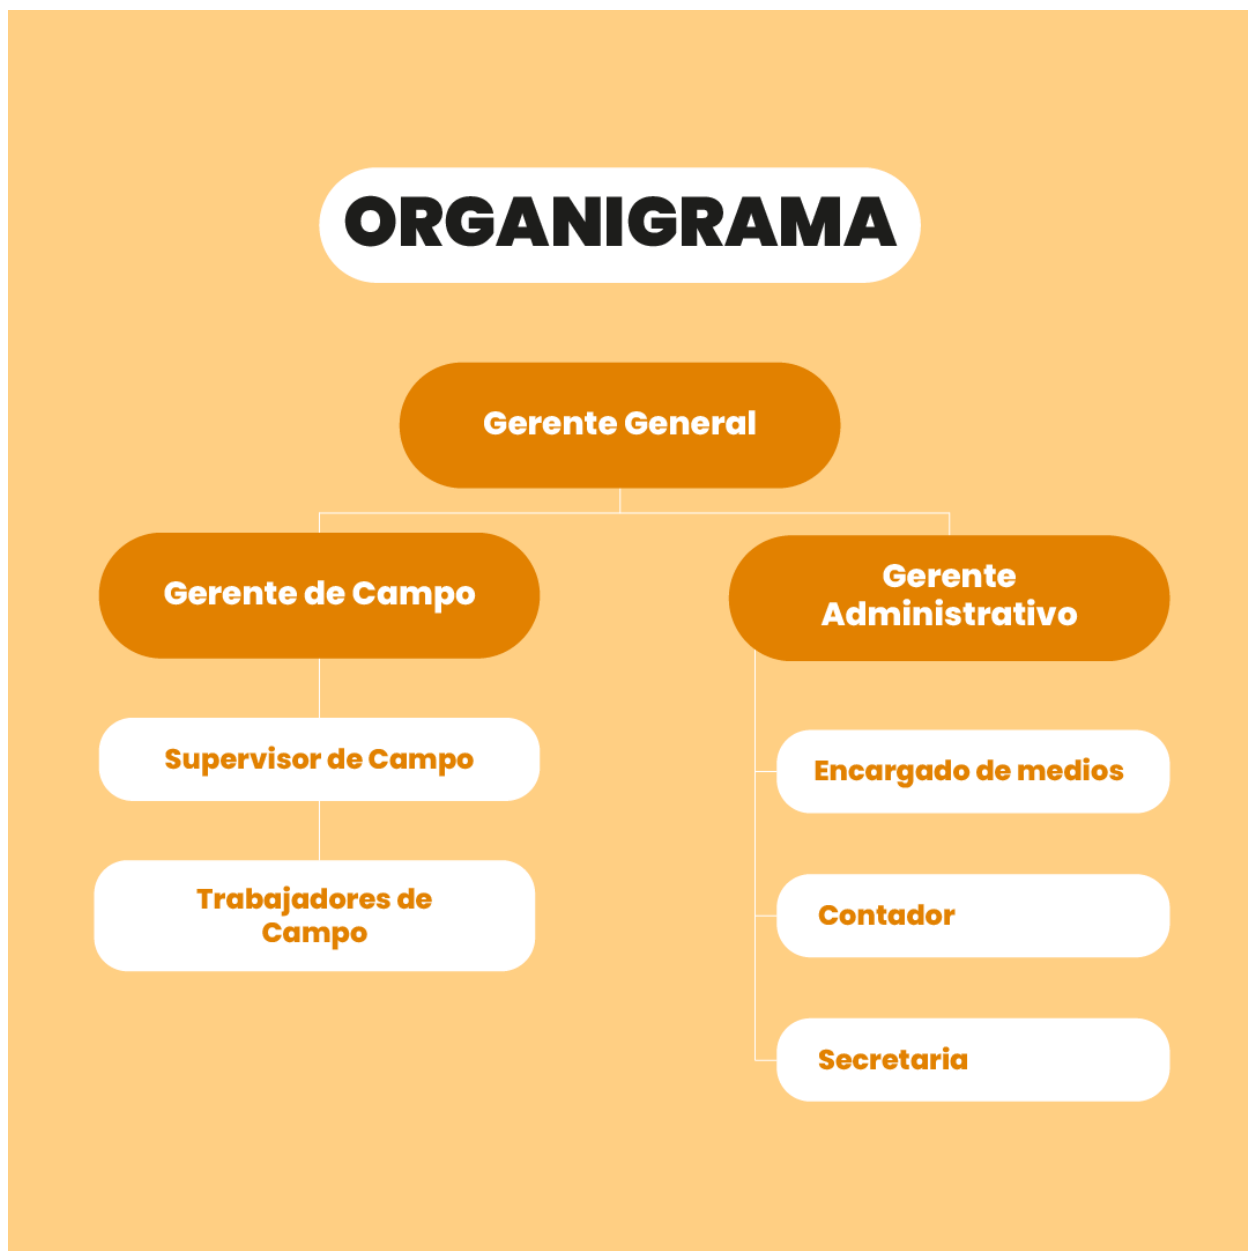 ORGANIGRAMA
Gerente General
Gerente de Campo
Gerente
Administrativo
Supervisor de Campo
Encargado de medios
Trabajadores de
Campo
Contador
Secretaria